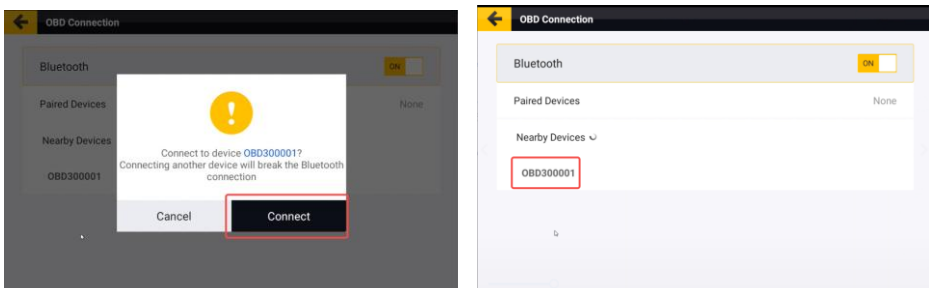 OBD Connection
Bluetooth
ON
Paired Devices
None
Nearby Devices
OBD300001
Connect to device OBD300001?
Connecting another device will break the Bluetooth
connection
Cancel
Connect
OBD Connection
Bluetooth
ON
Paired Devices
None
Nearby Devices
OBD300001